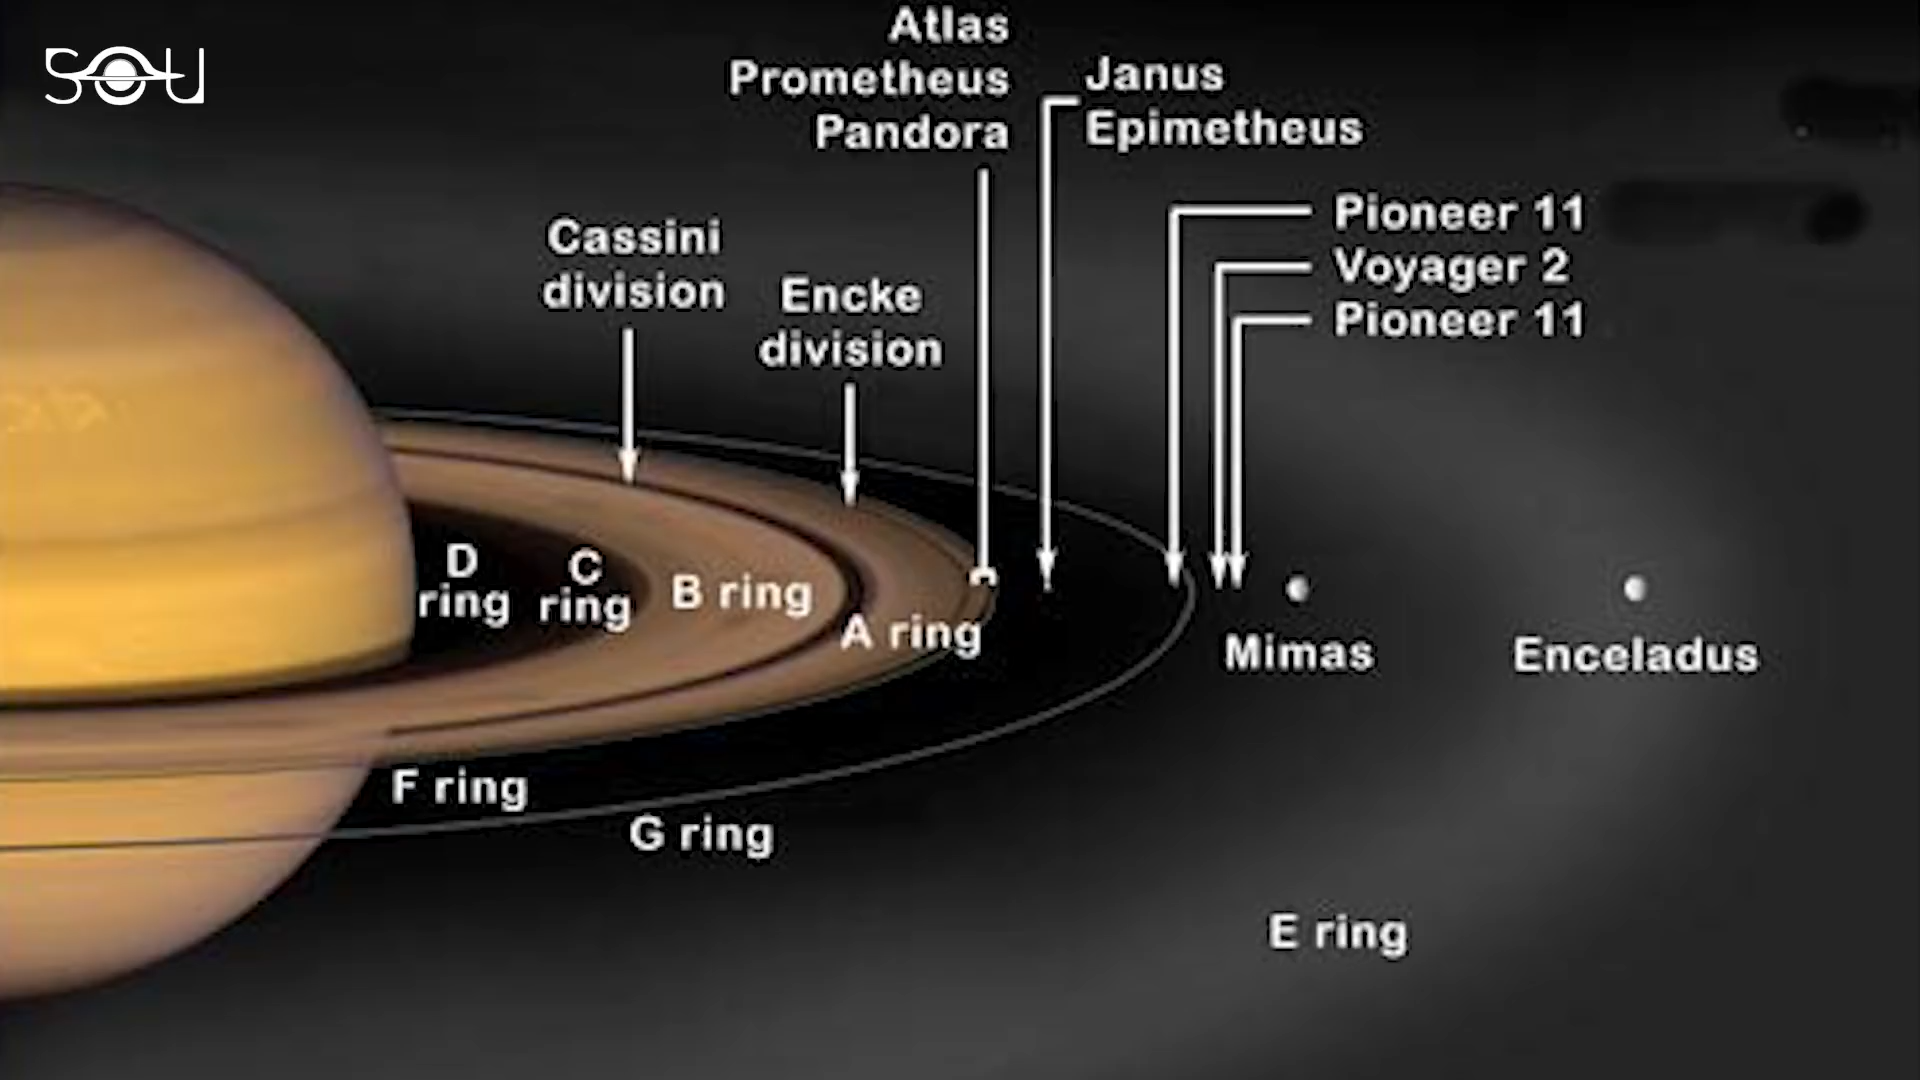 SOU
Atlas
Prometheus
Pandora
Janus
Epimetheus
Pioneer 11
Voyager 2
Pioneer 11
Cassini
division
Encke
division
D
ring
C
ring
B ring
A ring
Mimas
Enceladus
F ring
G ring
E ring